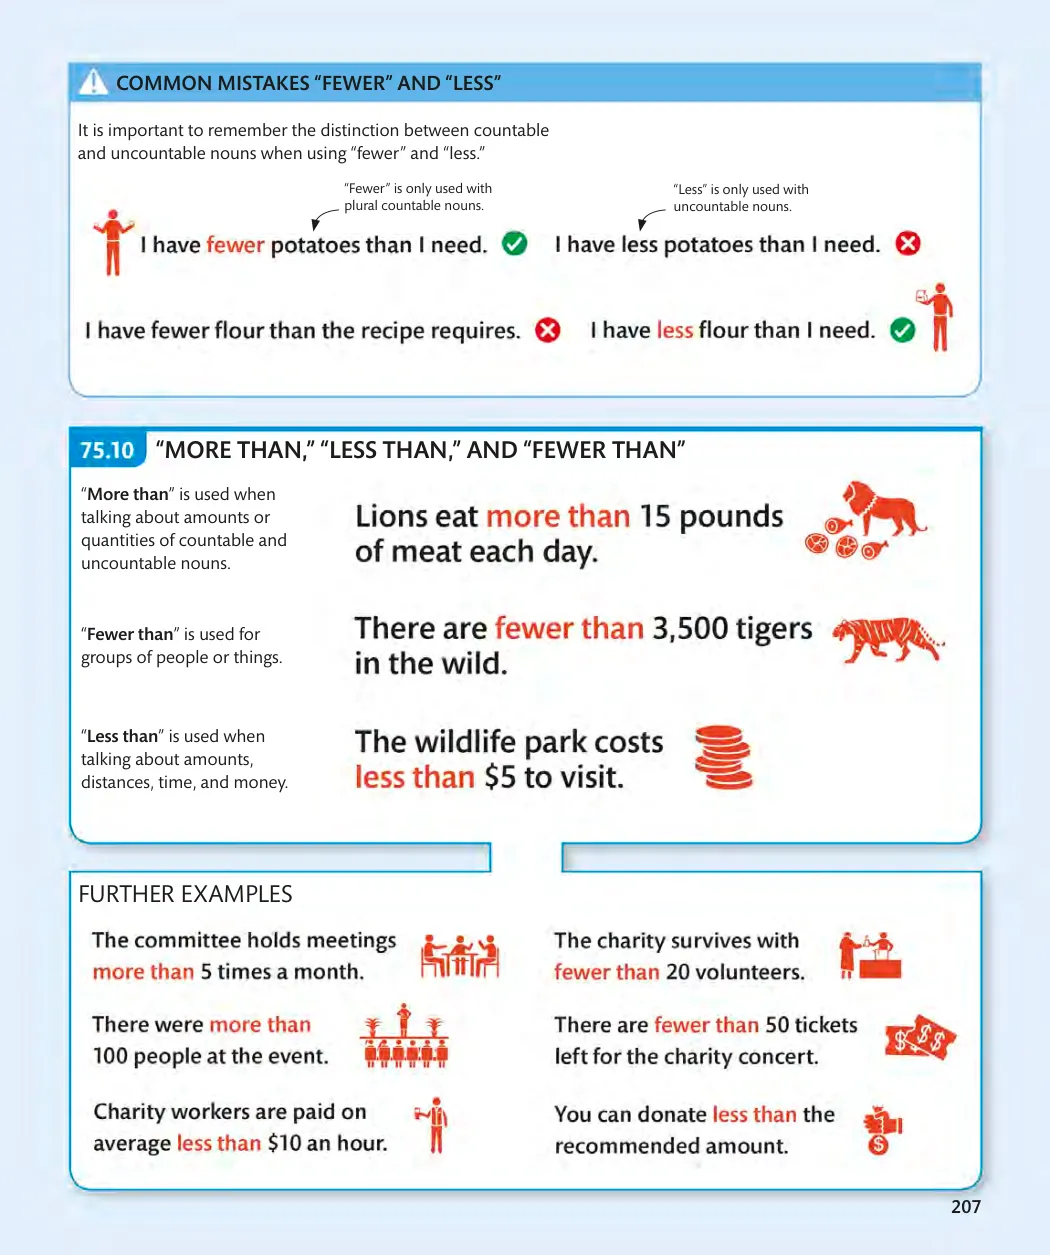 COMMON MISTAKES “FEWER” AND “LESS”
It is important to remember the distinction between countable
and uncountable nouns when using “fewer” and “less.”
“Fewer” is only used with
plural countable nouns.
“Less” is only used with
uncountable nouns.
I have fewer potatoes than I need.
I have less potatoes than I need.
I have fewer flour than the recipe requires.
I have less flour than I need.
75.10 “MORE THAN,” “LESS THAN,” AND “FEWER THAN”
“More than” is used when
talking about amounts or
quantities of countable and
uncountable nouns.
Lions eat more than 15 pounds
of meat each day.
“Fewer than” is used for
groups of people or things.
There are fewer than 3,500 tigers
in the wild.
“Less than” is used when
talking about amounts,
distances, time, and money.
The wildlife park costs
less than $5 to visit.
FURTHER EXAMPLES
The committee holds meetings
more than 5 times a month.
The charity survives with
fewer than 20 volunteers.
There were more than
100 people at the event.
There are fewer than 50 tickets
left for the charity concert.
Charity workers are paid on
average less than $10 an hour.
You can donate less than the
recommended amount.
207